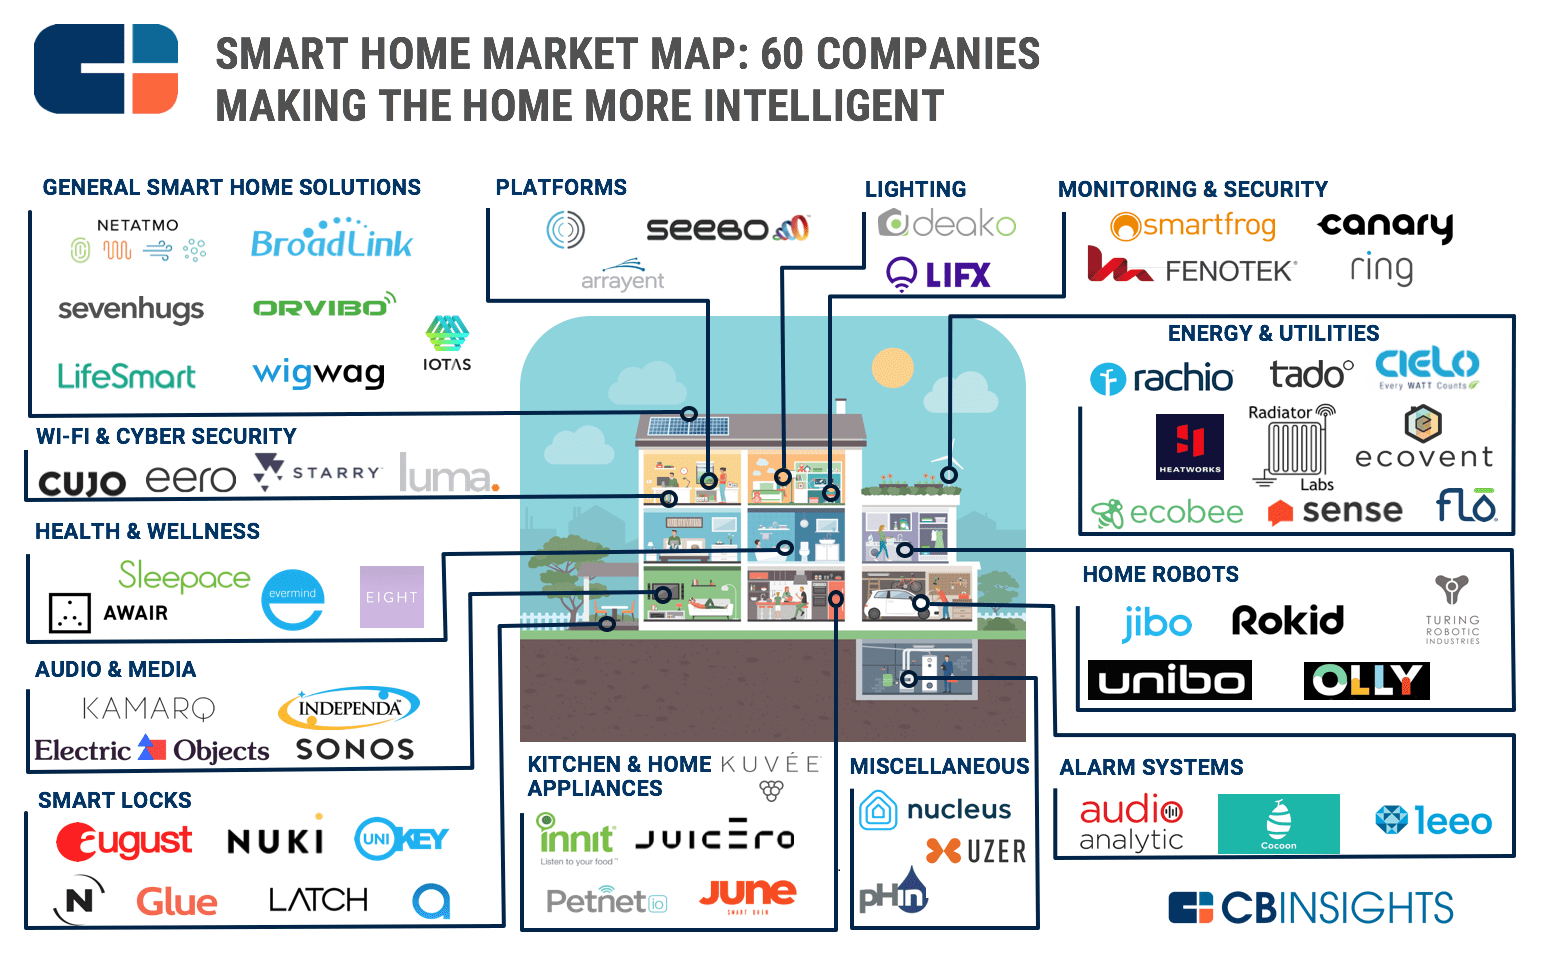 SMART HOME MARKET MAP: 60 COMPANIES
MAKING THE HOME MORE INTELLIGENT
GENERAL SMART HOME SOLUTIONS
NETATMO
BroadLink
sevenhugs
ORVIBO
IOTAS
LifeSmart
wigwag
PLATFORMS
SEEBO
arrayent
LIGHTING
deako
LIFX
MONITORING & SECURITY
smartfrog
canary
FENOTEK
ring
ENERGY & UTILITIES
rachio
tado°
CIELO
Every WATT Counts
HEATWORKS
Radiator
Labs
ecovent
ecobee
sense
flō
WI-FI & CYBER SECURITY
CUJO
eero
STARRY
luma.
HEALTH & WELLNESS
Sleepace
AWAIR
evermind
EIGHT
HOME ROBOTS
jibo
Rokid
TURING
ROBOTIC
INDUSTRIES
unibo
OLLY
AUDIO & MEDIA
KAMARQ
INDEPENDA™
Electric Objects
SONOS
SMART LOCKS
august
NUKI
UNIKEY
N
Glue
LATCH
KITCHEN & HOME
APPLIANCES
KUVÉE
innit
Listen to your food™
JUICERO
Petnet io
JUNE
SMART OVEN
MISCELLANEOUS
nucleus
UZER
pHin
ALARM SYSTEMS
audio
analytic
Cocoon
leeo
CBINSIGHTS